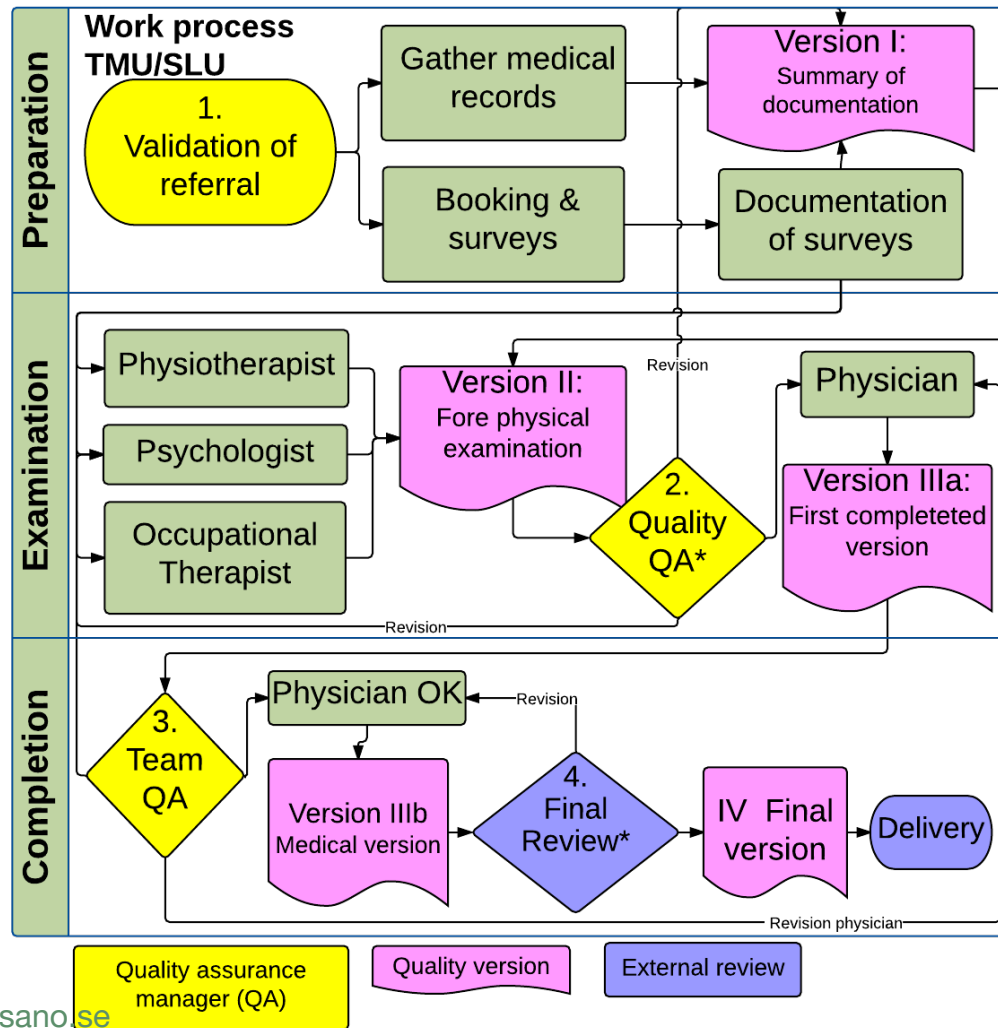 Work process
TMU/SLU
Preparation
1.
Validation of
referral
Gather medical
records
Booking &
surveys
Version I:
Summary of
documentation
Documentation
of surveys
Examination
Physiotherapist
Psychologist
Occupational
Therapist
Version II:
Fore physical
examination
Revision
2.
Quality
QA*
Physician
Version IIIa:
First completeted
version
Revision
Completion
3.
Team
QA
Physician OK
Revision
Version IIIb
Medical version
4.
Final
Review*
IV Final
version
Delivery
Revision physician
Quality assurance
manager (QA)
Quality version
External review
sano.se